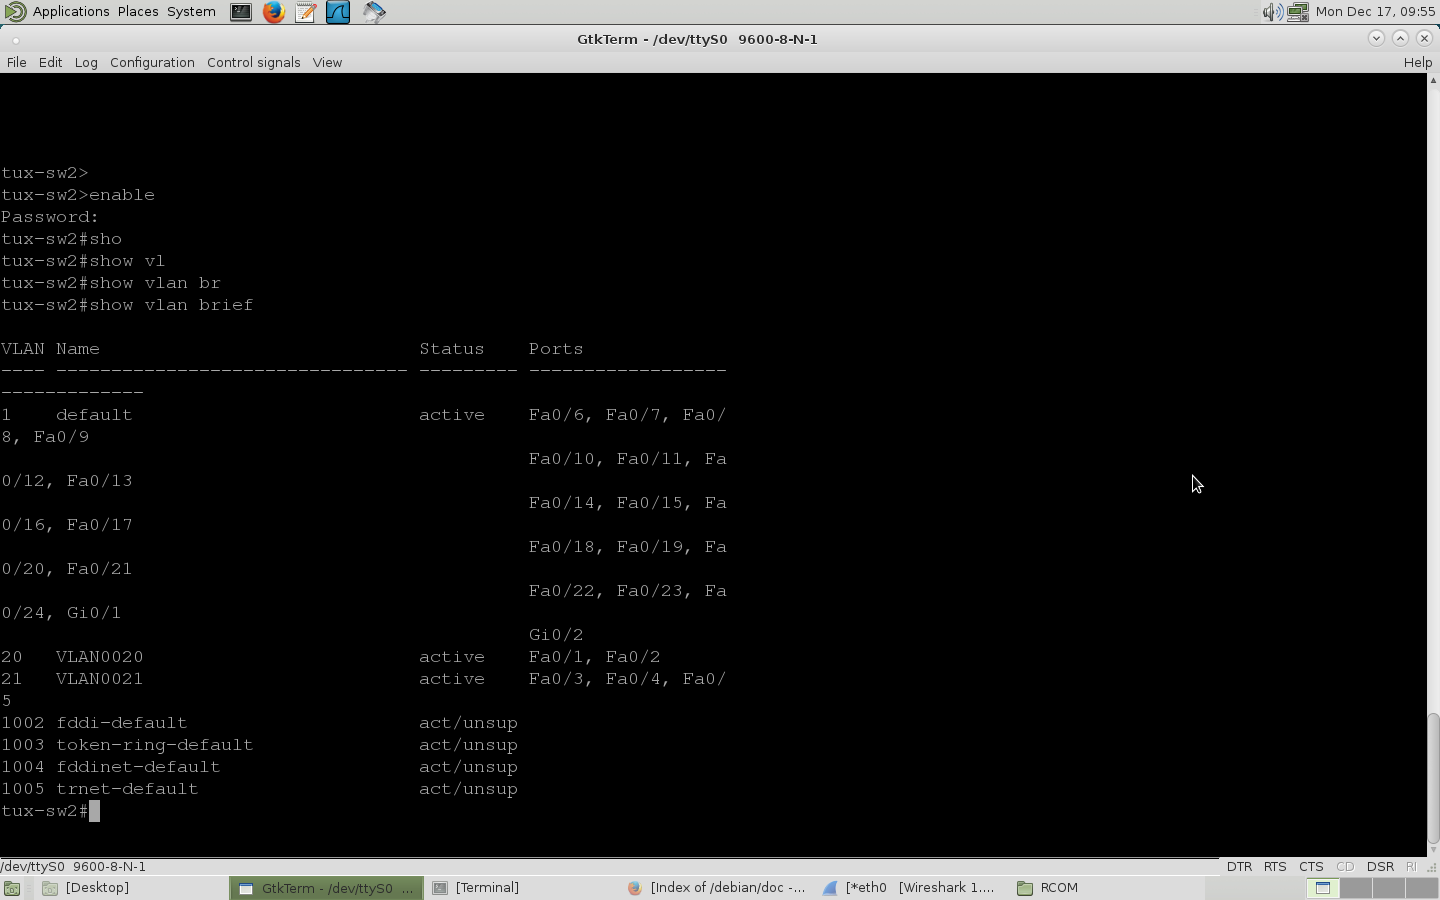 Applications Places System Mon Dec 17, 09:55
GtkTerm - /dev/ttyS0 9600-8-N-1
File Edit Log Configuration Control signals View Help
tux-sw2>
tux-sw2>enable
Password:
tux-sw2#sho
tux-sw2#show vl
tux-sw2#show vlan br
tux-sw2#show vlan brief
VLAN Name                             Status    Ports
---- -------------------------------- --------- ------------------
-------------
1    default                          active    Fa0/6, Fa0/7, Fa0/
8, Fa0/9
                                                Fa0/10, Fa0/11, Fa
0/12, Fa0/13
                                                Fa0/14, Fa0/15, Fa
0/16, Fa0/17
                                                Fa0/18, Fa0/19, Fa
0/20, Fa0/21
                                                Fa0/22, Fa0/23, Fa
0/24, Gi0/1
                                                Gi0/2
20   VLAN0020                         active    Fa0/1, Fa0/2
21   VLAN0021                         active    Fa0/3, Fa0/4, Fa0/
5
1002 fddi-default                     act/unsup
1003 token-ring-default               act/unsup
1004 fddinet-default                  act/unsup
1005 trnet-default                    act/unsup
tux-sw2#
/dev/ttyS0 9600-8-N-1 DTR RTS CTS CD DSR RI
[Desktop] GtkTerm - /dev/ttyS0 ... [Terminal] [Index of /debian/doc -... [*eth0 [Wireshark 1.... RCOM